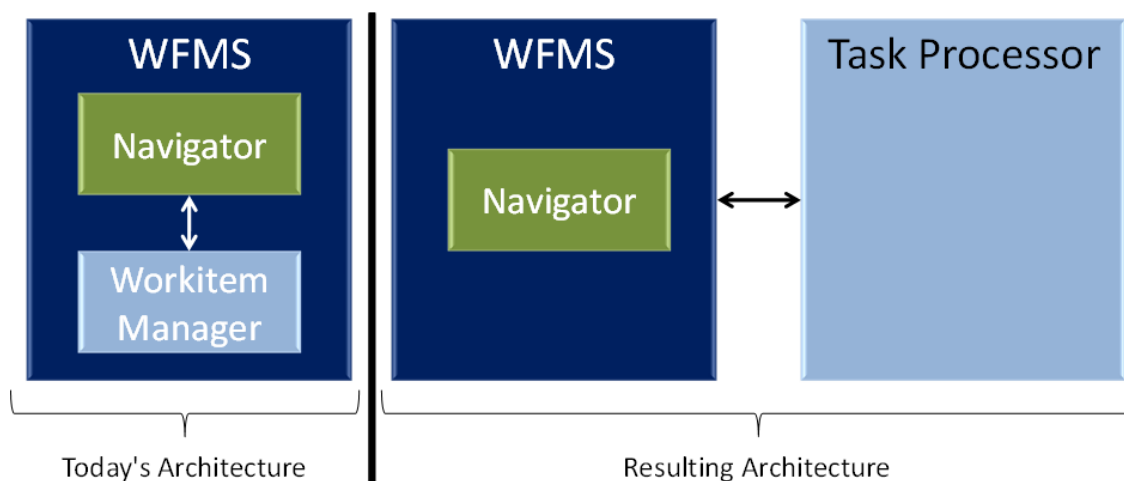 WFMS
Navigator
Workitem
Manager
Today's Architecture
WFMS
Navigator
Task Processor
Resulting Architecture